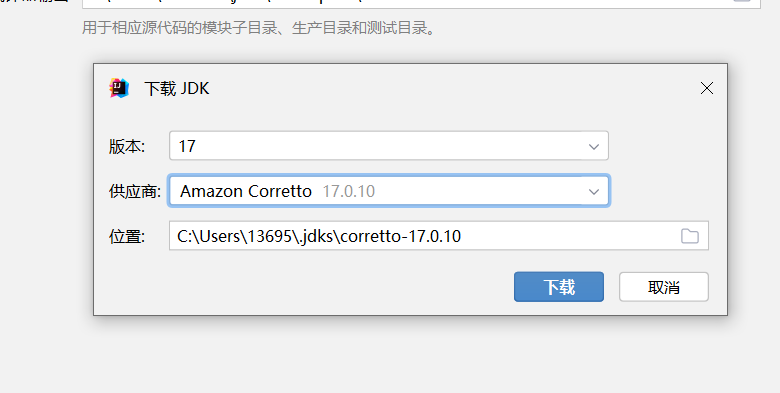 用于相应源代码的模块子目录、生产目录和测试目录。
下载 JDK
版本: 17
供应商: Amazon Corretto 17.0.10
位置: C:\Users\13695\.jdks\corretto-17.0.10
下载 取消